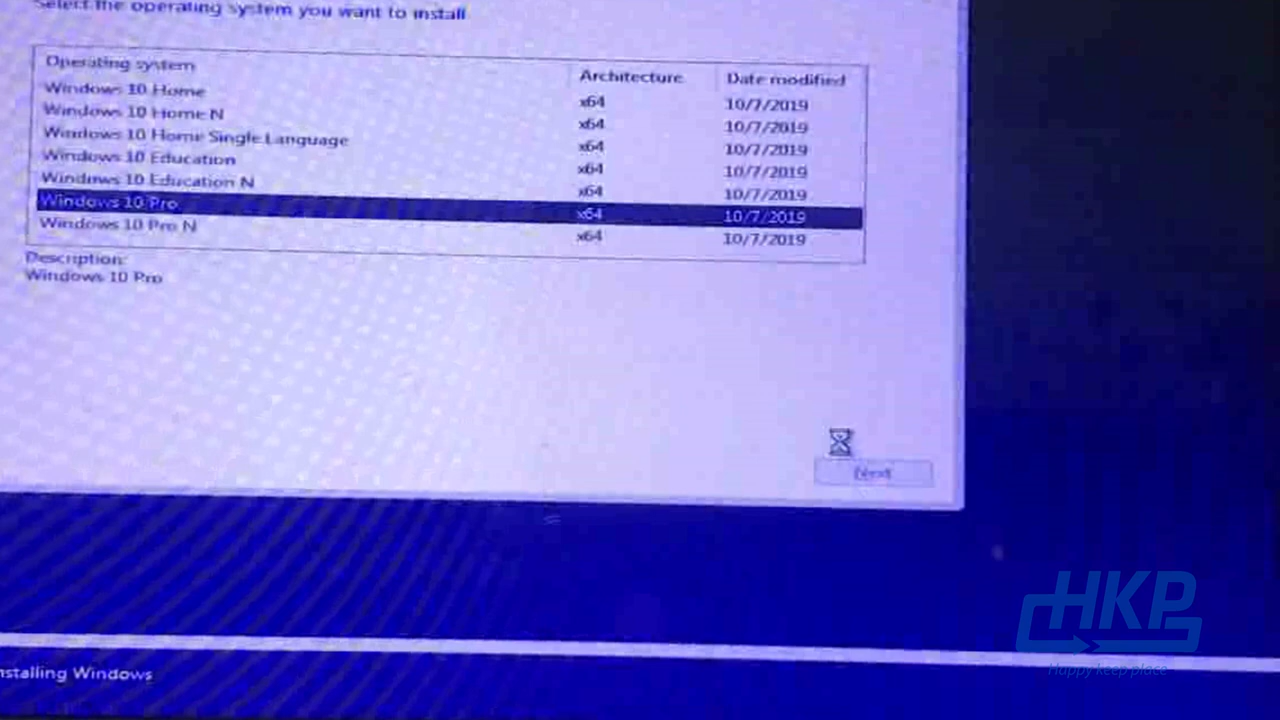 Select the operating system you want to install
Operating system Architecture Date modified
Windows 10 Home x64 10/7/2019
Windows 10 Home N x64 10/7/2019
Windows 10 Home Single Language x64 10/7/2019
Windows 10 Education x64 10/7/2019
Windows 10 Education N x64 10/7/2019
Windows 10 Pro x64 10/7/2019
Windows 10 Pro N x64 10/7/2019
Description:
Windows 10 Pro
Next
HKP
Happy keep place
nstalling Windows